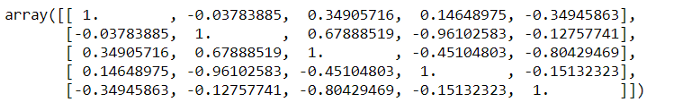 array([[ 1.        , -0.03783885,  0.34905716,  0.14648975, -0.34945863],
       [-0.03783885,  1.        ,  0.67888519, -0.96102583, -0.12757741],
       [ 0.34905716,  0.67888519,  1.        , -0.45104803, -0.80429469],
       [ 0.14648975, -0.96102583, -0.45104803,  1.        , -0.15132323],
       [-0.34945863, -0.12757741, -0.80429469, -0.15132323,  1.        ]])